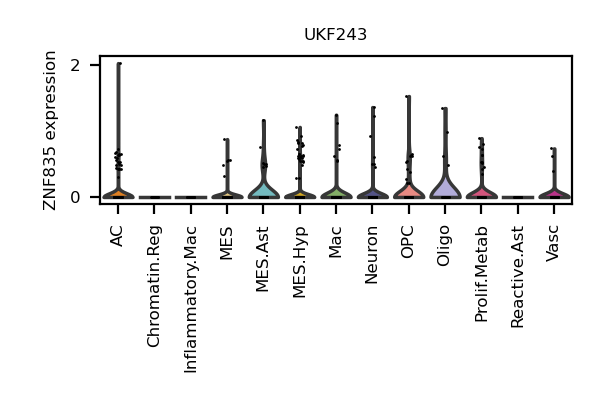 UKF243
ZNF835 expression
2
0
AC
Chromatin.Reg
Inflammatory.Mac
MES
MES.Ast
MES.Hyp
Mac
Neuron
OPC
Oligo
Prolif.Metab
Reactive.Ast
Vasc